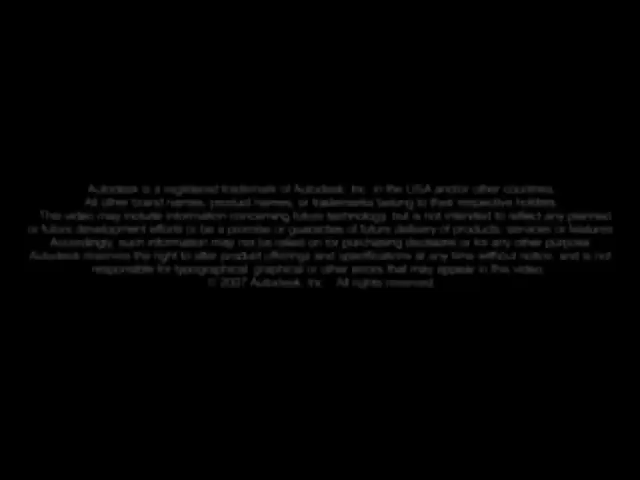 Autodesk is a registered trademark of Autodesk, Inc. in the USA and/or other countries.
All other brand names, product names, or trademarks belong to their respective holders.
This video may include information concerning future technology, but is not intended to reflect any planned
or future development efforts or be a promise or guarantee of future delivery of products, services or features.
Accordingly, such information may not be relied on for purchasing decisions or for any other purpose.
Autodesk reserves the right to alter product offerings and specifications at any time without notice, and is not
responsible for typographical, graphical or other errors that may appear in this video.
© 2007 Autodesk, Inc. All rights reserved.